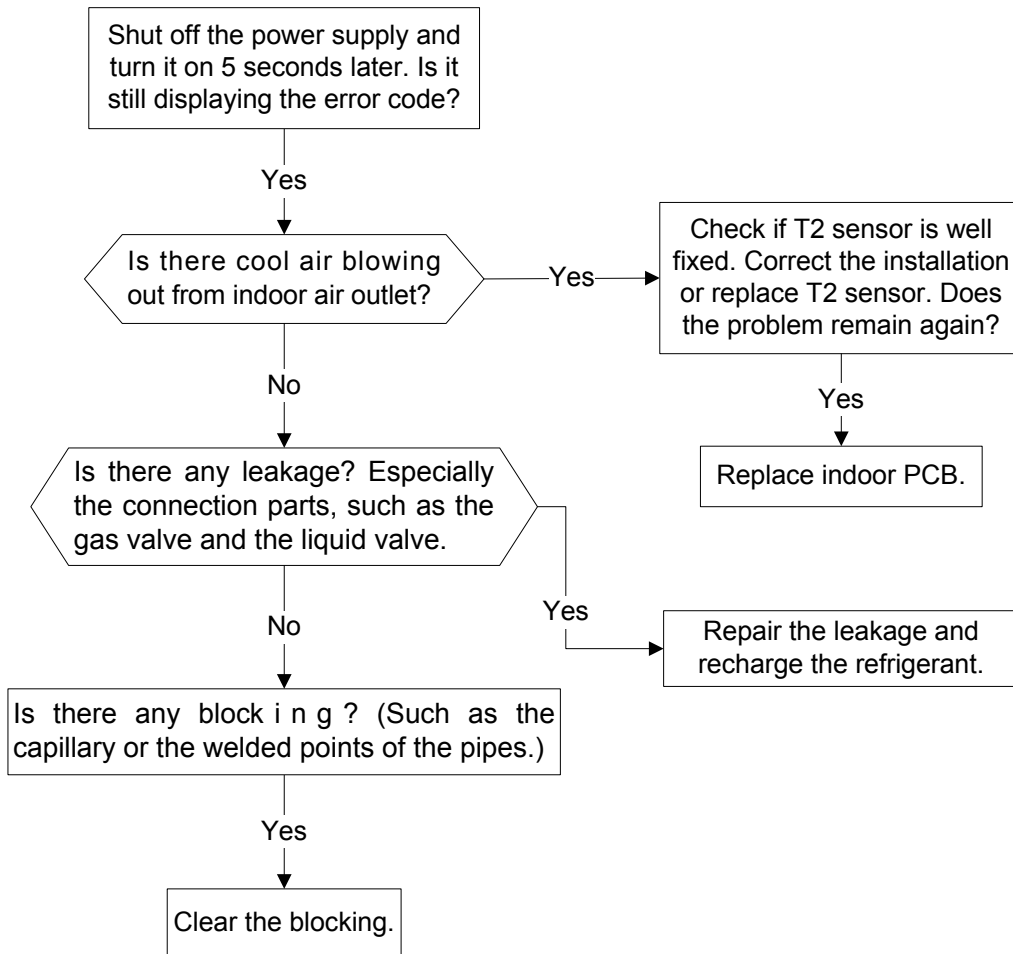 Shut off the power supply and
turn it on 5 seconds later. Is it
still displaying the error code?
Yes
Is there cool air blowing
out from indoor air outlet?
Yes
Check if T2 sensor is well
fixed. Correct the installation
or replace T2 sensor. Does
the problem remain again?
Yes
Replace indoor PCB.
No
Is there any leakage? Especially
the connection parts, such as the
gas valve and the liquid valve.
Yes
Repair the leakage and
recharge the refrigerant.
No
Is there any blocking? (Such as the
capillary or the welded points of the pipes.)
Yes
Clear the blocking.